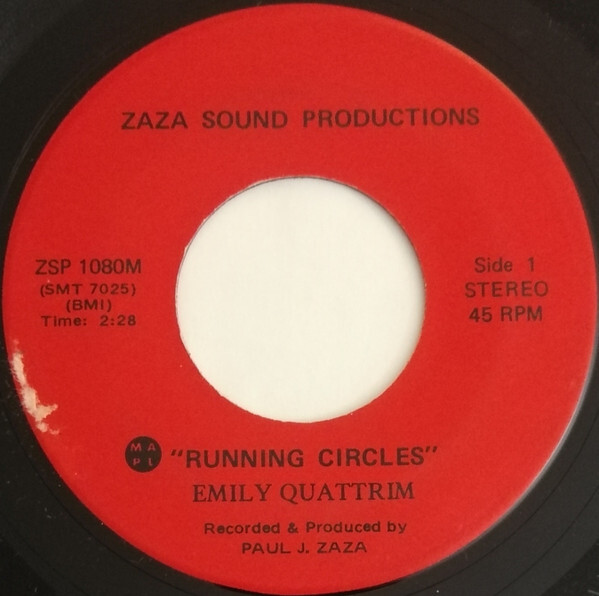 ZAZA SOUND PRODUCTIONS
ZSP 1080M
(SMT 7025)
(BMI)
Time: 2:28
Side 1
STEREO
45 RPM
M A
P L
"RUNNING CIRCLES"
EMILY QUATTRIM
Recorded & Produced by
PAUL J. ZAZA